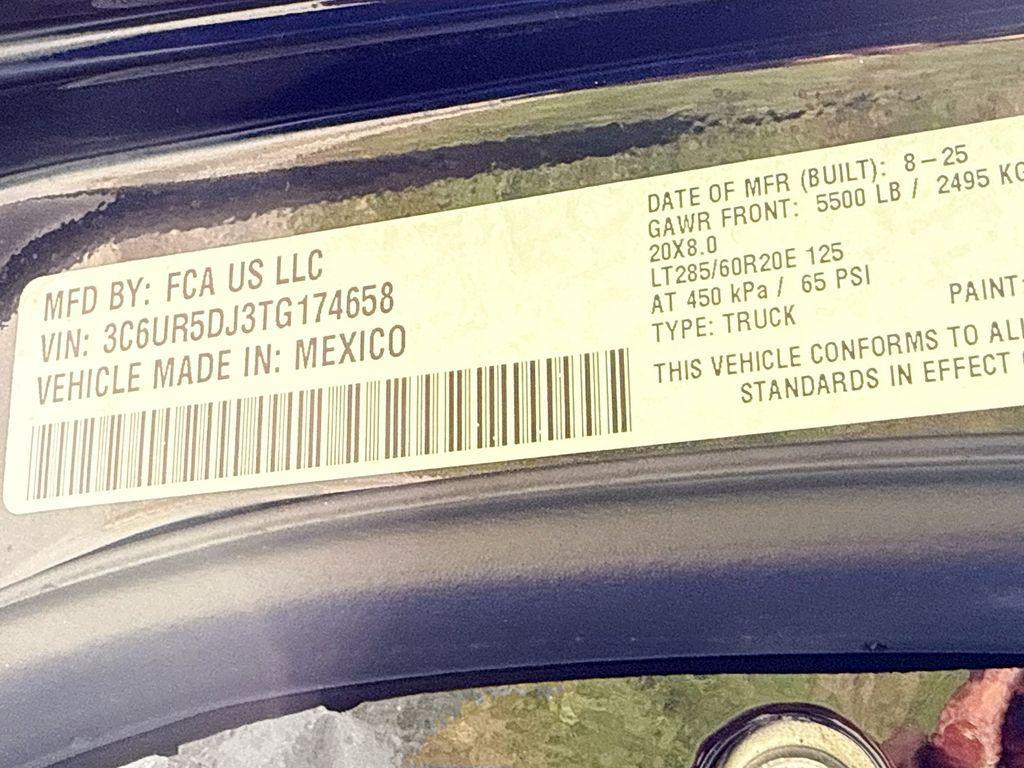 MFD BY: FCA US LLC
VIN: 3C6UR5DJ3TG174658
VEHICLE MADE IN: MEXICO
DATE OF MFR (BUILT): 8-25
GAWR FRONT: 5500 LB / 2495 KG
20X8.0
LT285/60R20E 125
AT 450 kPa / 65 PSI
TYPE: TRUCK
PAINT:
THIS VEHICLE CONFORMS TO ALL
STANDARDS IN EFFECT